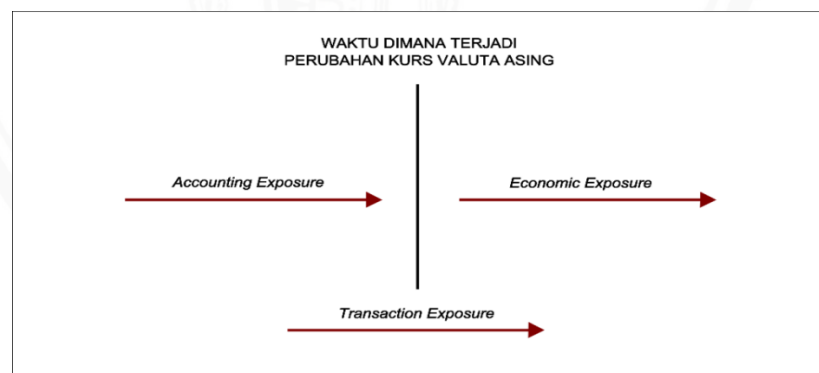 WAKTU DIMANA TERJADI
PERUBAHAN KURS VALUTA ASING
Accounting Exposure
Economic Exposure
Transaction Exposure